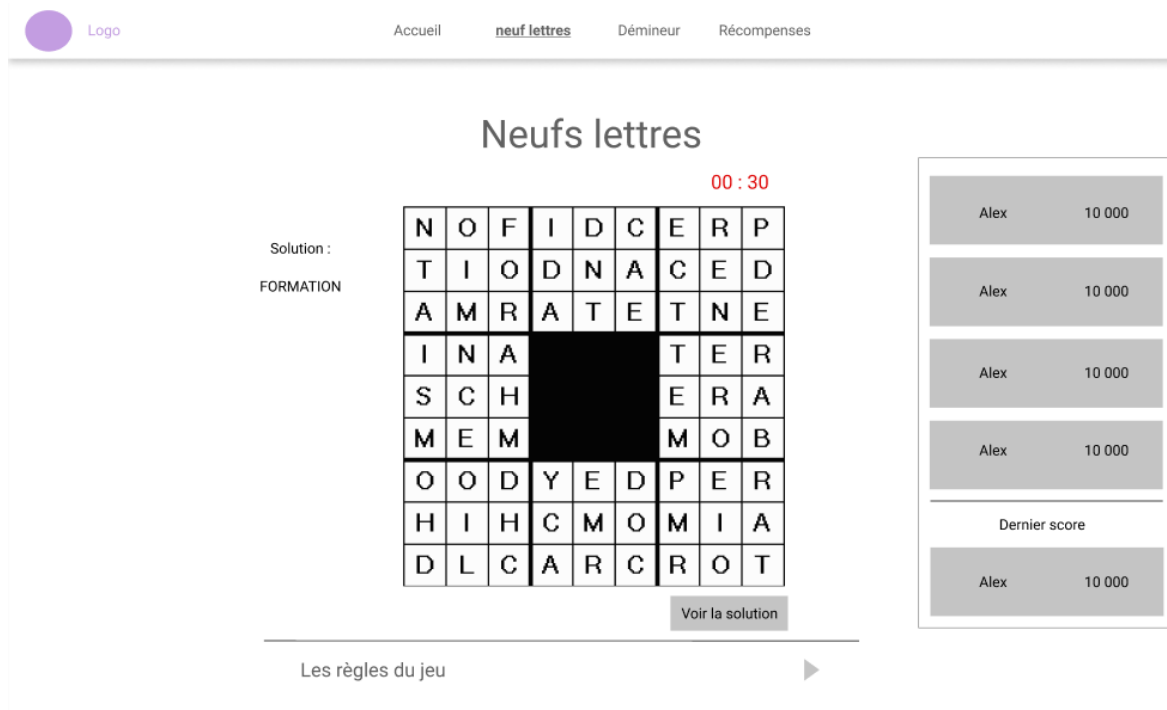 Logo Accueil neuf lettres Démineur Récompenses
Neufs lettres
00 : 30
Solution :
FORMATION
N O F I D C E R P
T I O D N A C E D
A M R A T E T N E
I N A T E R
S C H E R A
M E M M O B
O O D Y E D P E R
H I H C M O M I A
D L C A R C R O T
Voir la solution
Les règles du jeu
Alex 10 000
Alex 10 000
Alex 10 000
Alex 10 000
Dernier score
Alex 10 000